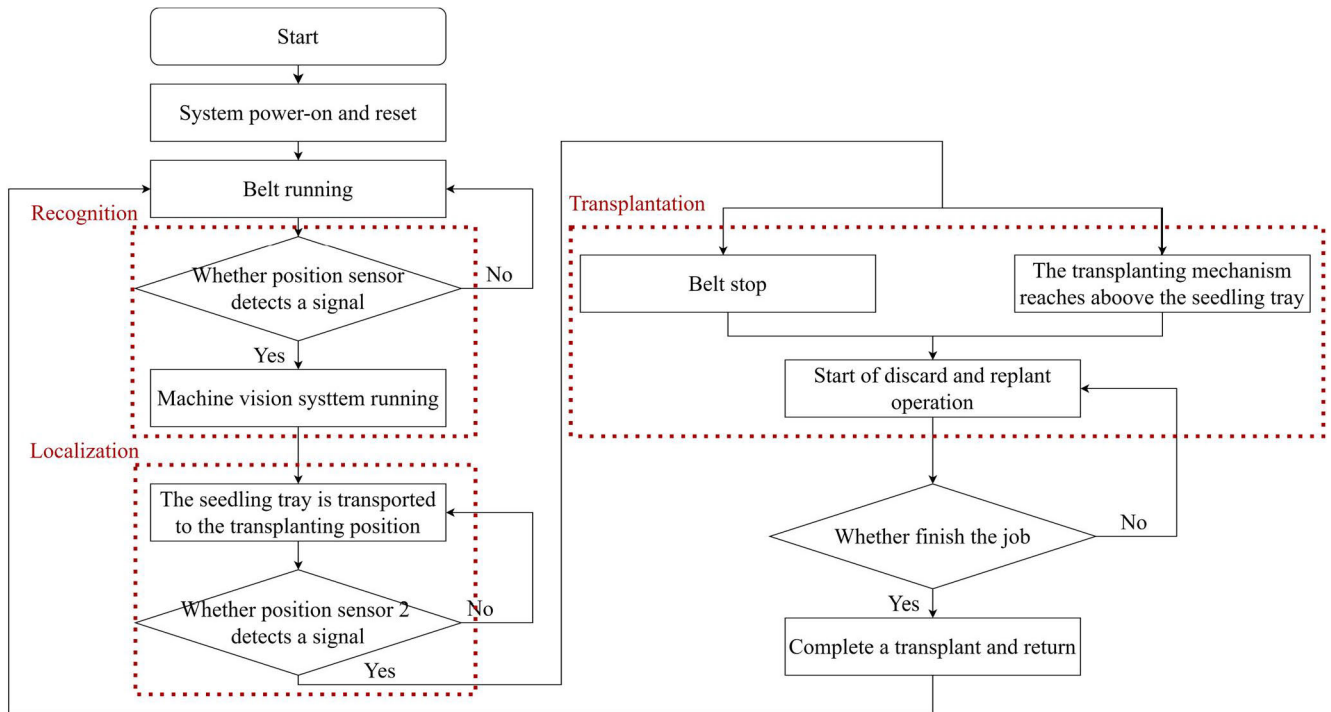 Start
System power-on and reset
Belt running
Recognition
Whether position sensor
detects a signal
No
Yes
Machine vision systtem running
Localization
The seedling tray is transported
to the transplanting position
Whether position sensor 2
detects a signal
No
Yes
Transplantation
Belt stop
The transplanting mechanism
reaches aboove the seedling tray
Start of discard and replant
operation
Whether finish the job
No
Yes
Complete a transplant and return